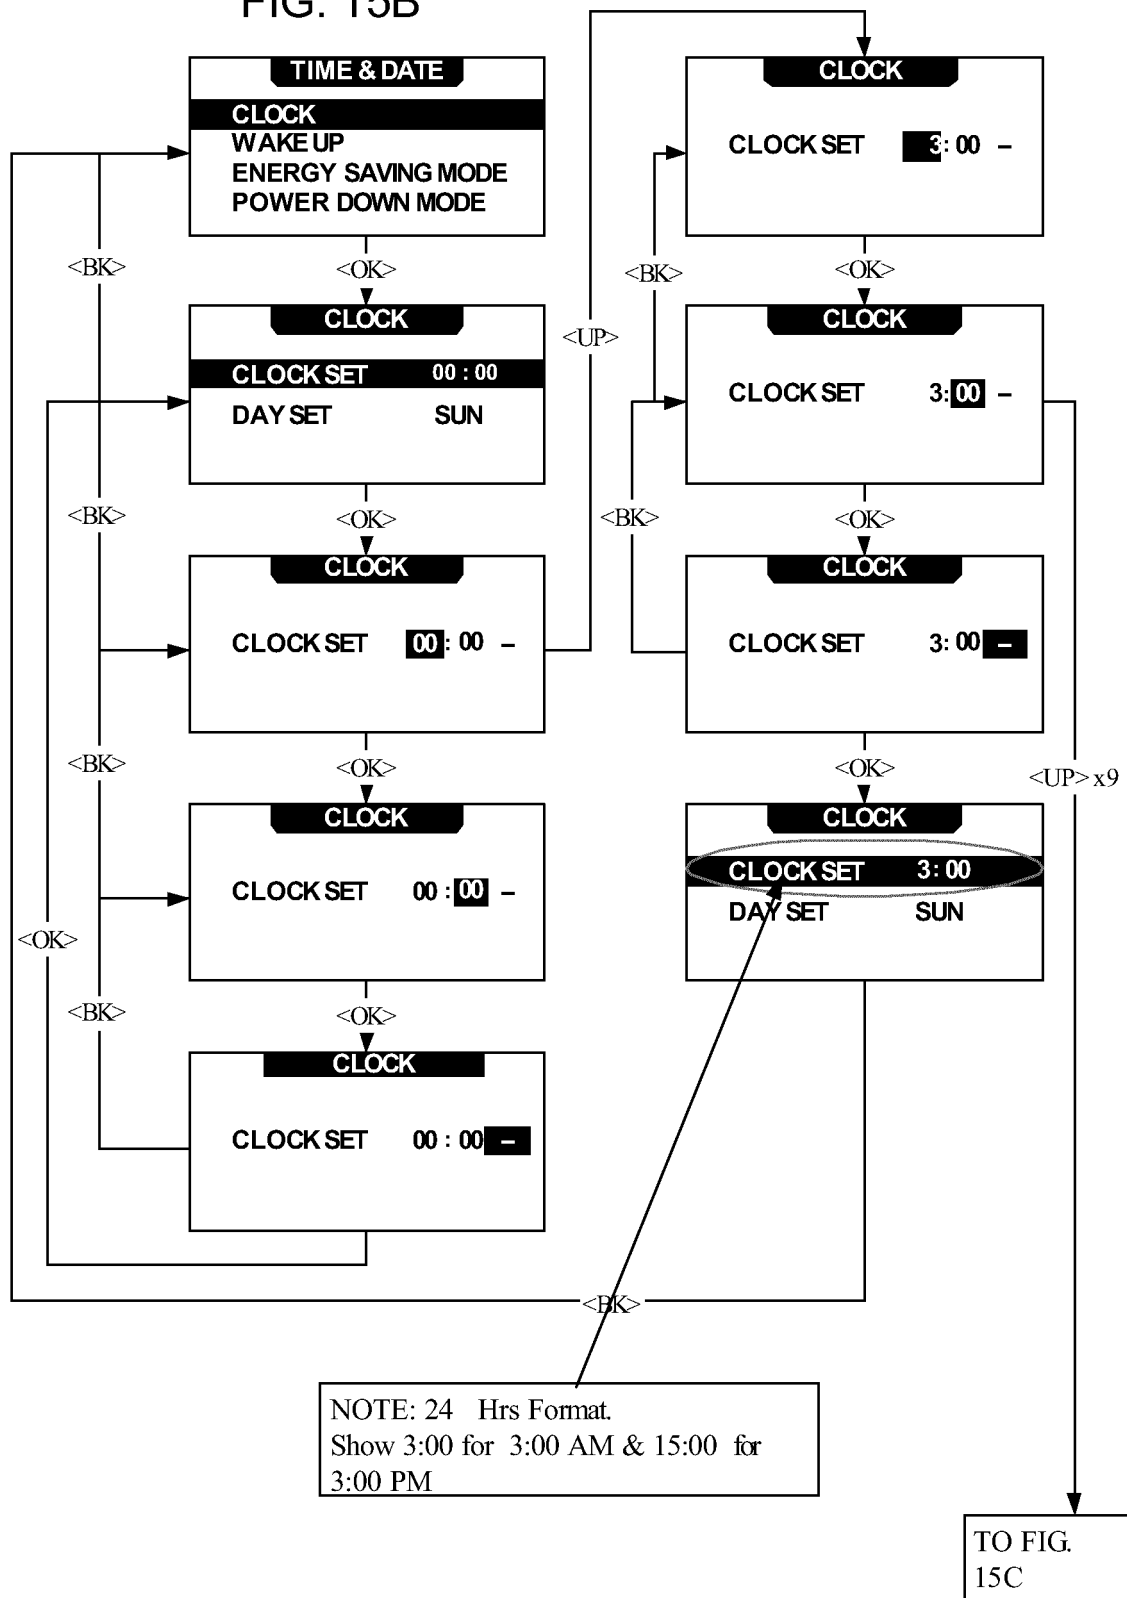 FIG. 15B
TIME & DATE
CLOCK
WAKE UP
ENERGY SAVING MODE
POWER DOWN MODE
<BK>
<OK>
CLOCK
CLOCK SET 00 : 00
DAY SET SUN
<BK>
<OK>
CLOCK
CLOCK SET 00 : 00 –
<BK>
<OK>
CLOCK
CLOCK SET 00 : 00 –
<OK>
<BK>
<OK>
CLOCK
CLOCK SET 00 : 00 –
<UP>
CLOCK
CLOCK SET 3: 00 –
<BK>
<OK>
CLOCK
CLOCK SET 3: 00 –
<BK>
<OK>
CLOCK
CLOCK SET 3: 00 –
<OK>
<UP> x9
CLOCK
CLOCK SET 3: 00
DAY SET SUN
<BK>
NOTE: 24 Hrs Format.
Show 3:00 for 3:00 AM & 15:00 for
3:00 PM
TO FIG.
15C